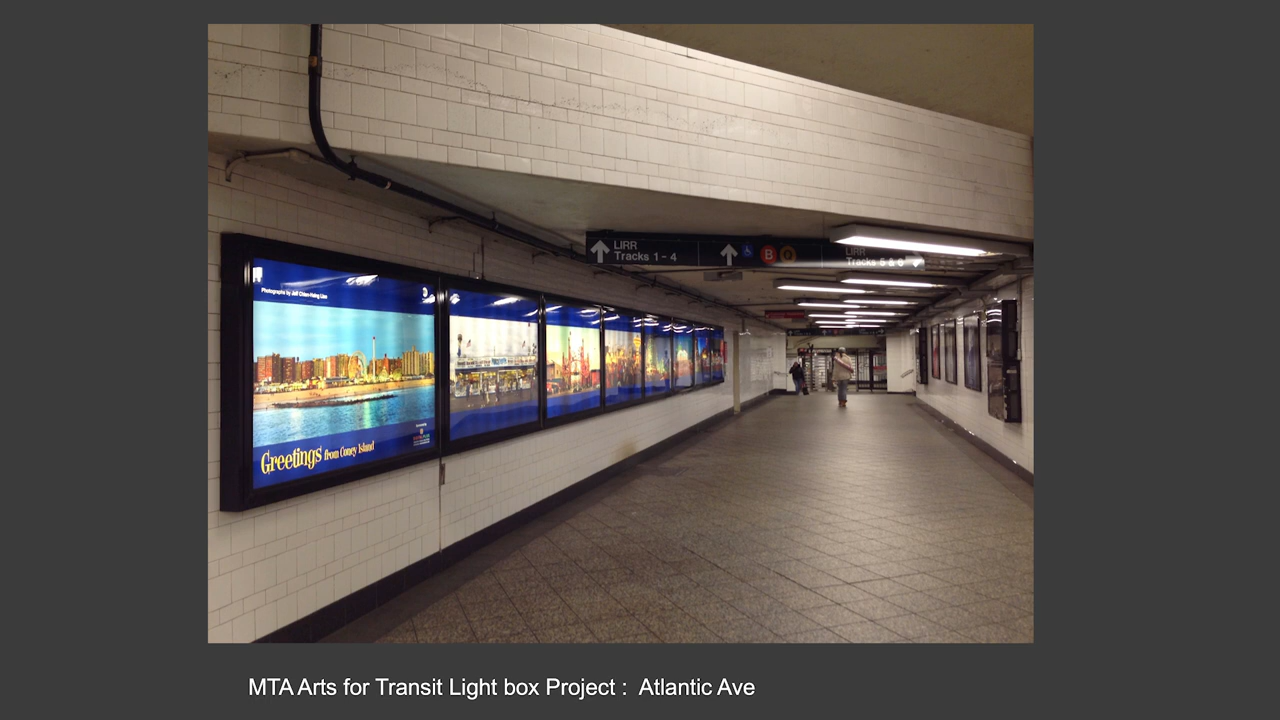 Photographs by Jeff Chien-Hsing Liao
Greetings from Coney Island
LIRR
Tracks 1 - 4
B Q
LIRR
Tracks 5 & 6
MTA Arts for Transit Light box Project : Atlantic Ave